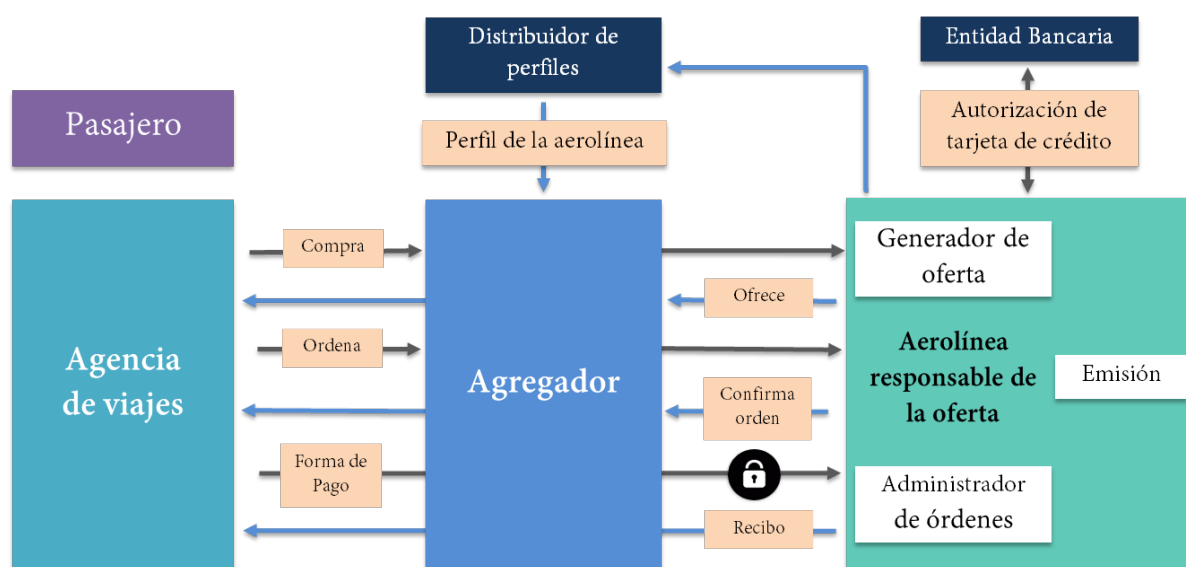 Distribuidor de
perfiles
Entidad Bancaria
Pasajero
Perfil de la aerolínea
Autorización de
tarjeta de crédito
Compra
Generador de
oferta
Ofrece
Ordena
Agencia
de viajes
Agregador
Aerolínea
responsable de
la oferta
Emisión
Confirma
orden
Forma de
Pago
Administrador
de órdenes
Recibo